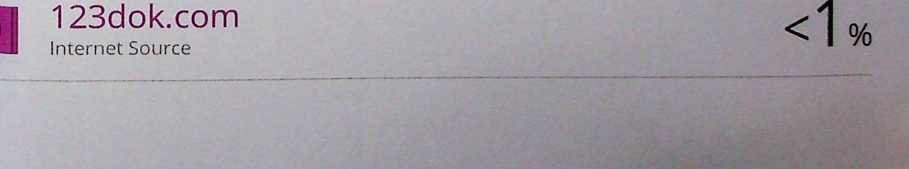 123dok.com
Internet Source
<1 %